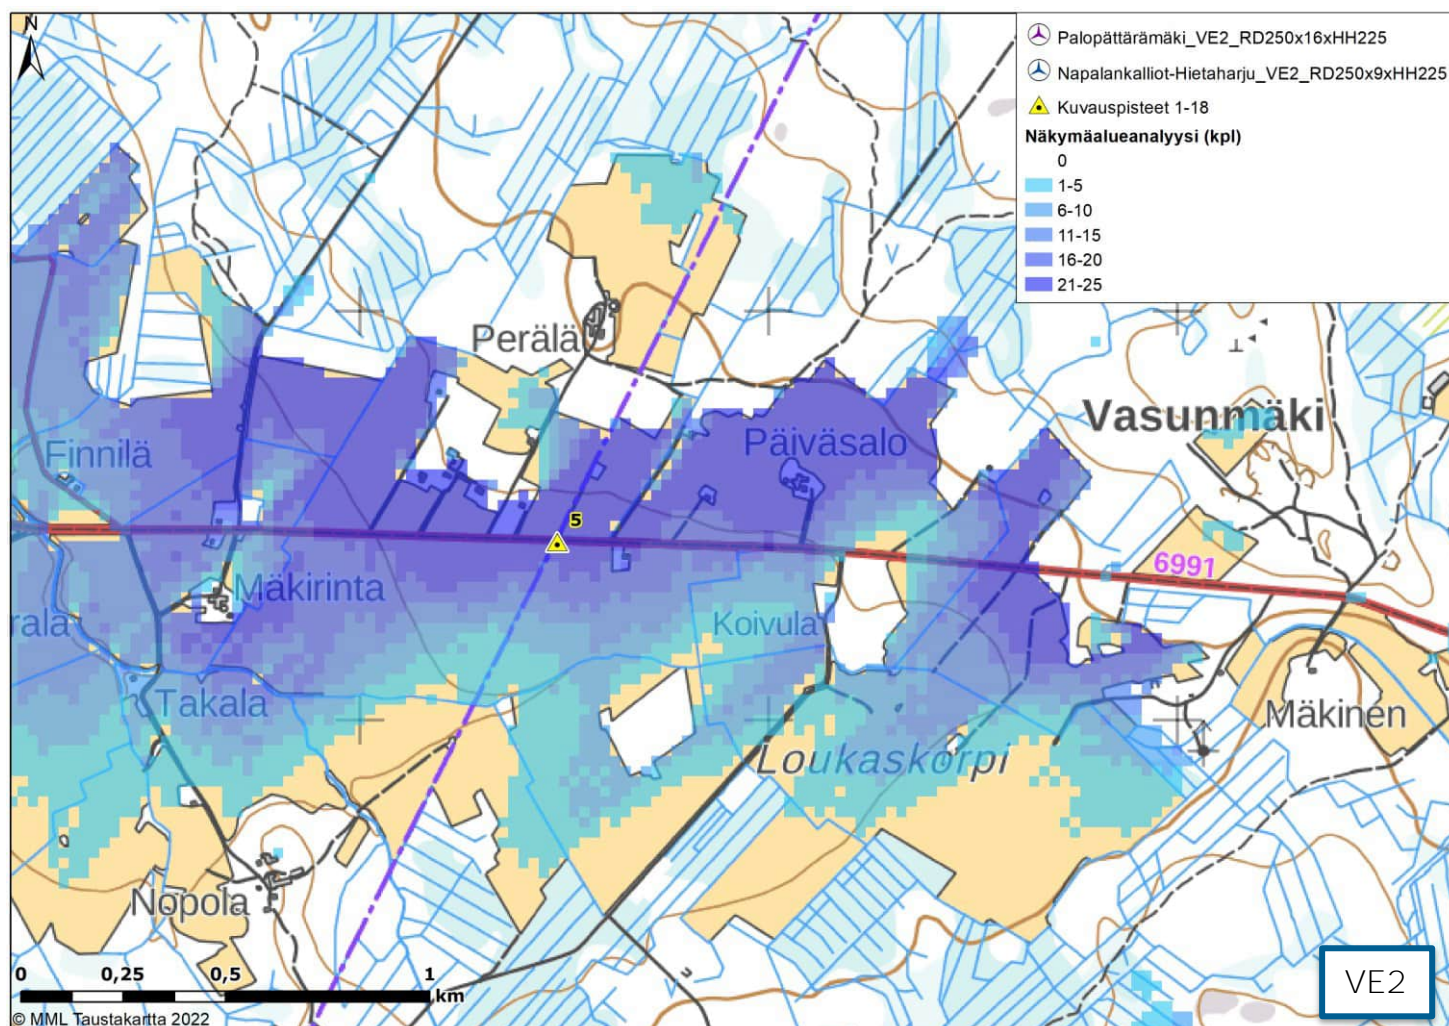 N
Palopättärämäki_VE2_RD250x16xHH225
Napalankalliot-Hietaharju_VE2_RD250x9xHH225
Kuvauspisteet 1-18
Näkymäalueanalyysi (kpl)
0
1-5
6-10
11-15
16-20
21-25
Perälä
Vasunmäki
Päiväsalo
Finnilä
5
6991
Mäkirinta
Koivula
rala
Takala
Mäkinen
Loukaskorpi
Nopola
0 0,25 0,5 1
km
VE2
© MML Taustakartta 2022